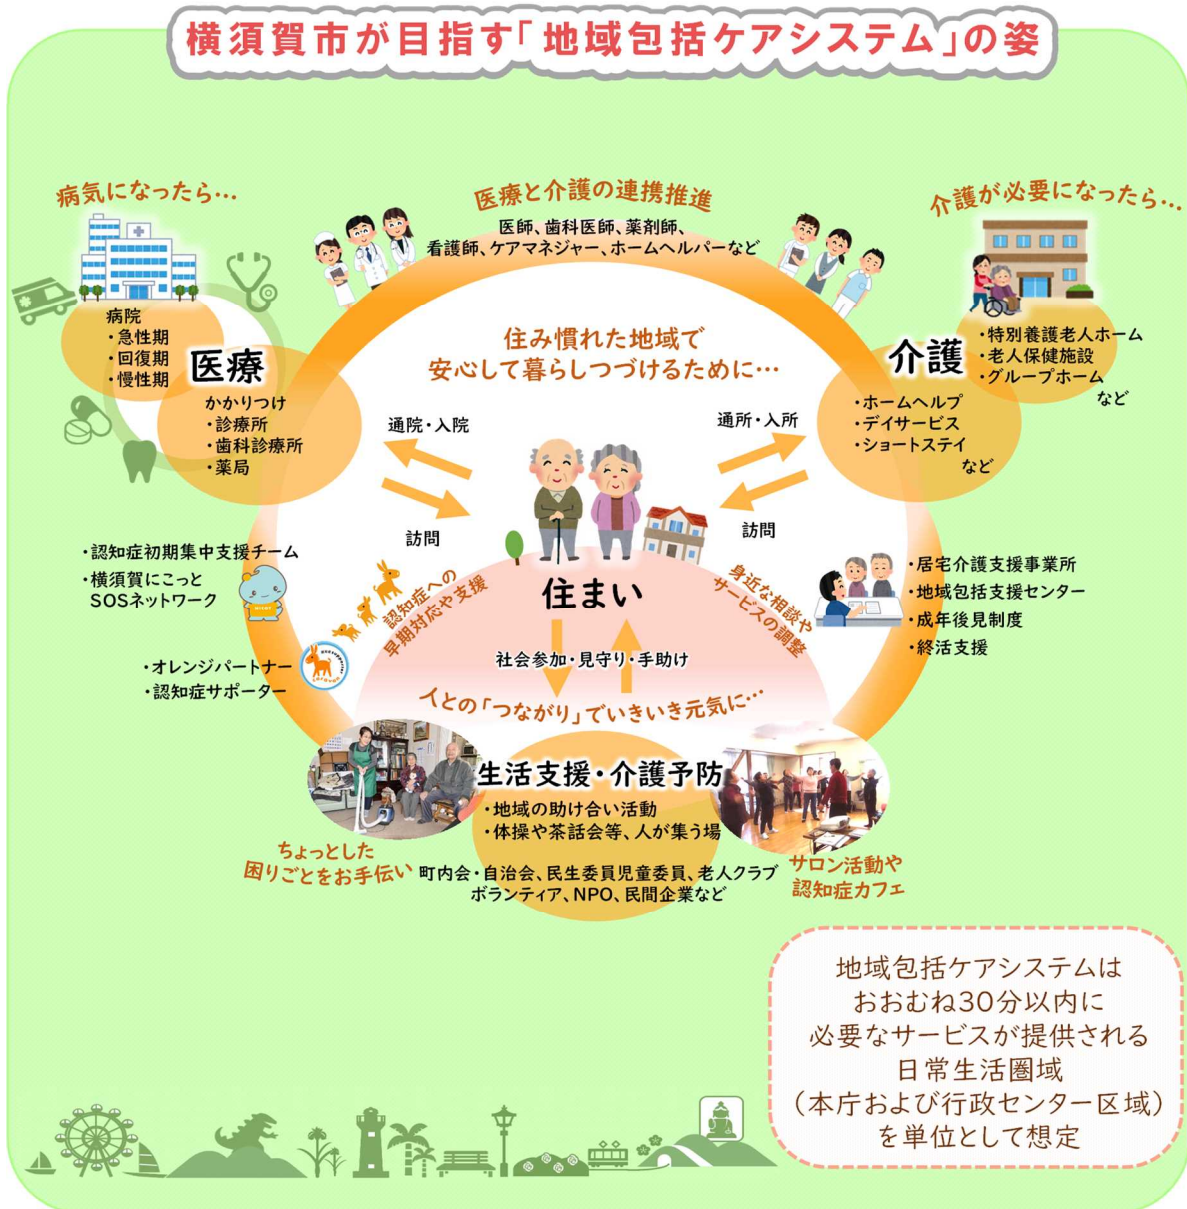 横須賀市が目指す「地域包括ケアシステム」の姿
病気になったら…
医療と介護の連携推進
医師、歯科医師、薬剤師、
看護師、ケアマネジャー、ホームヘルパーなど
介護が必要になったら…
病院
・急性期
・回復期
・慢性期
医療
かかりつけ
・診療所
・歯科診療所
・薬局
住み慣れた地域で
安心して暮らしつづけるために…
介護
・特別養護老人ホーム
・老人保健施設
・グループホーム
など
・ホームヘルプ
・デイサービス
・ショートステイ
など
通院・入院
訪問
通所・入所
訪問
・認知症初期集中支援チーム
・横須賀にこっと
SOSネットワーク
・オレンジパートナー
・認知症サポーター
認知症への
早期対応や支援
住まい
身近な相談や
サービスの調整
・居宅介護支援事業所
・地域包括支援センター
・成年後見制度
・終活支援
社会参加・見守り・手助け
人との「つながり」でいきいき元気に…
生活支援・介護予防
・地域の助け合い活動
・体操や茶話会等、人が集う場
ちょっとした
困りごとをお手伝い
町内会・自治会、民生委員児童委員、老人クラブ
ボランティア、NPO、民間企業など
サロン活動や
認知症カフェ
地域包括ケアシステムは
おおむね30分以内に
必要なサービスが提供される
日常生活圏域
（本庁および行政センター区域）
を単位として想定